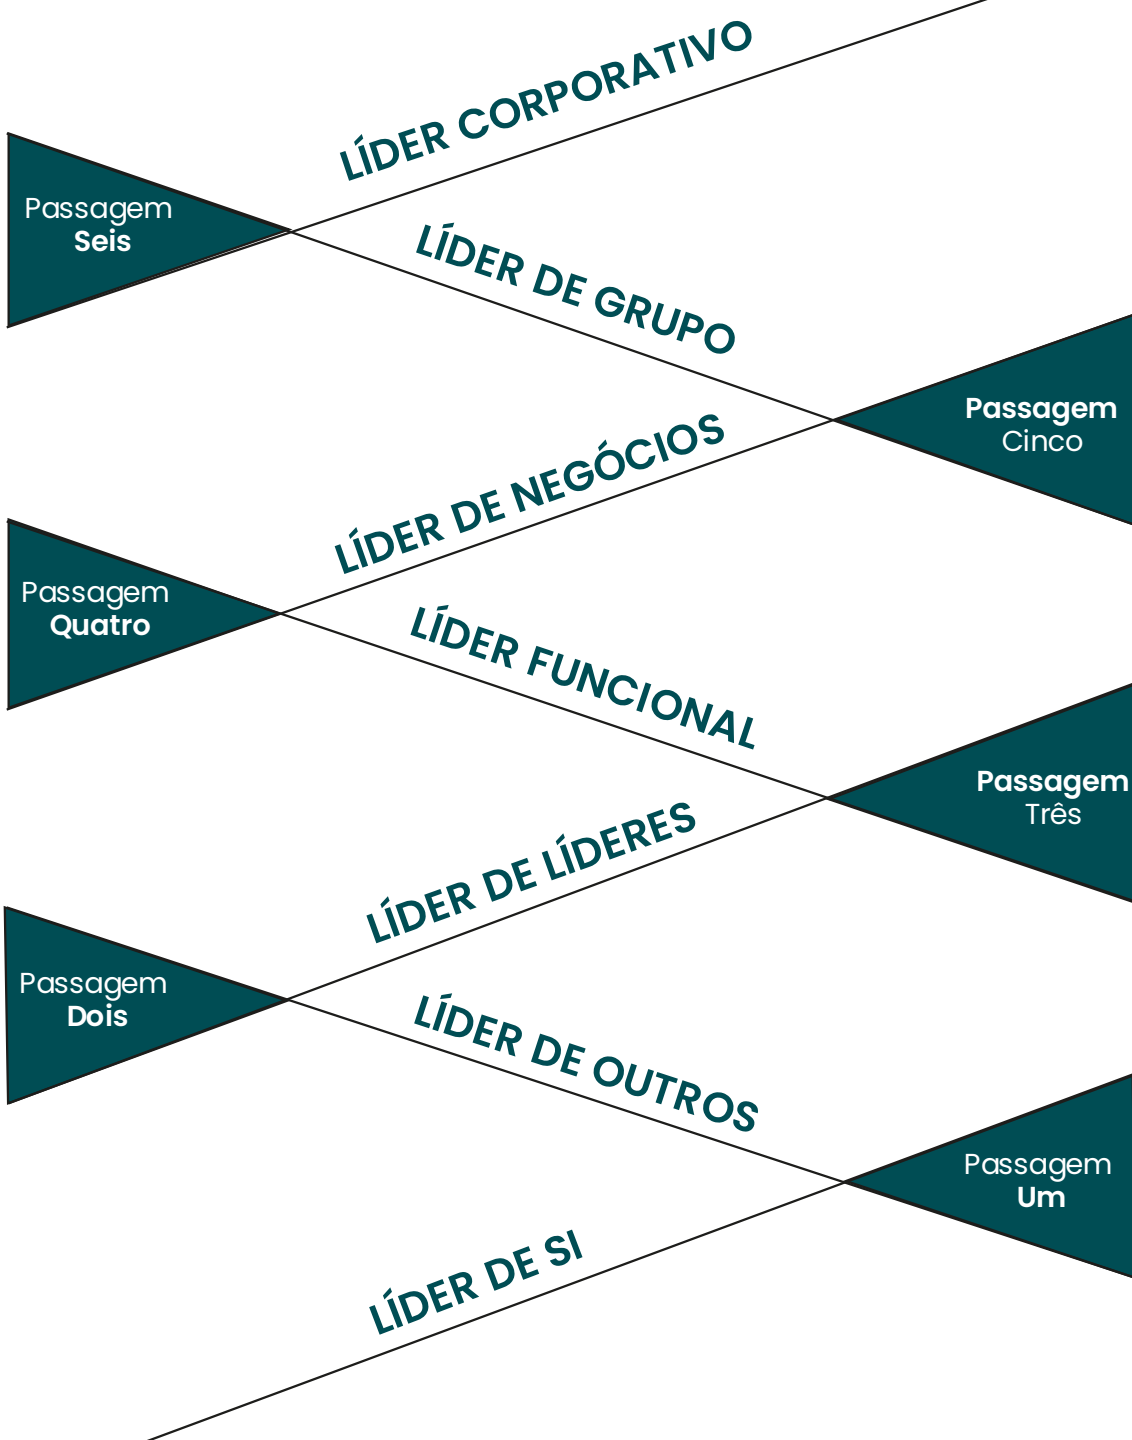 LÍDER CORPORATIVO
Passagem
Seis
LÍDER DE GRUPO
Passagem
Cinco
LÍDER DE NEGÓCIOS
Passagem
Quatro
LÍDER FUNCIONAL
Passagem
Três
LÍDER DE LÍDERES
Passagem
Dois
LÍDER DE OUTROS
Passagem
Um
LÍDER DE SI